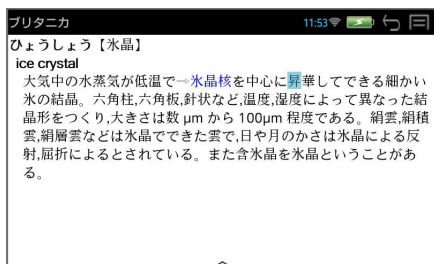 ブリタニカ 11:53
ひょうしょう【氷晶】
ice crystal
大気中の水蒸気が低温で⇨氷晶核を中心に昇華してできる細かい
氷の結晶。六角柱,六角板,針状など,温度,湿度によって異なった結
晶形をつくり,大きさは数 μm から 100μm 程度である。絹雲,絹積
雲,絹層雲などは氷晶でできた雲で,日や月のかさは氷晶による反
射,屈折によるとされている。また含氷晶を氷晶ということがあ
る。